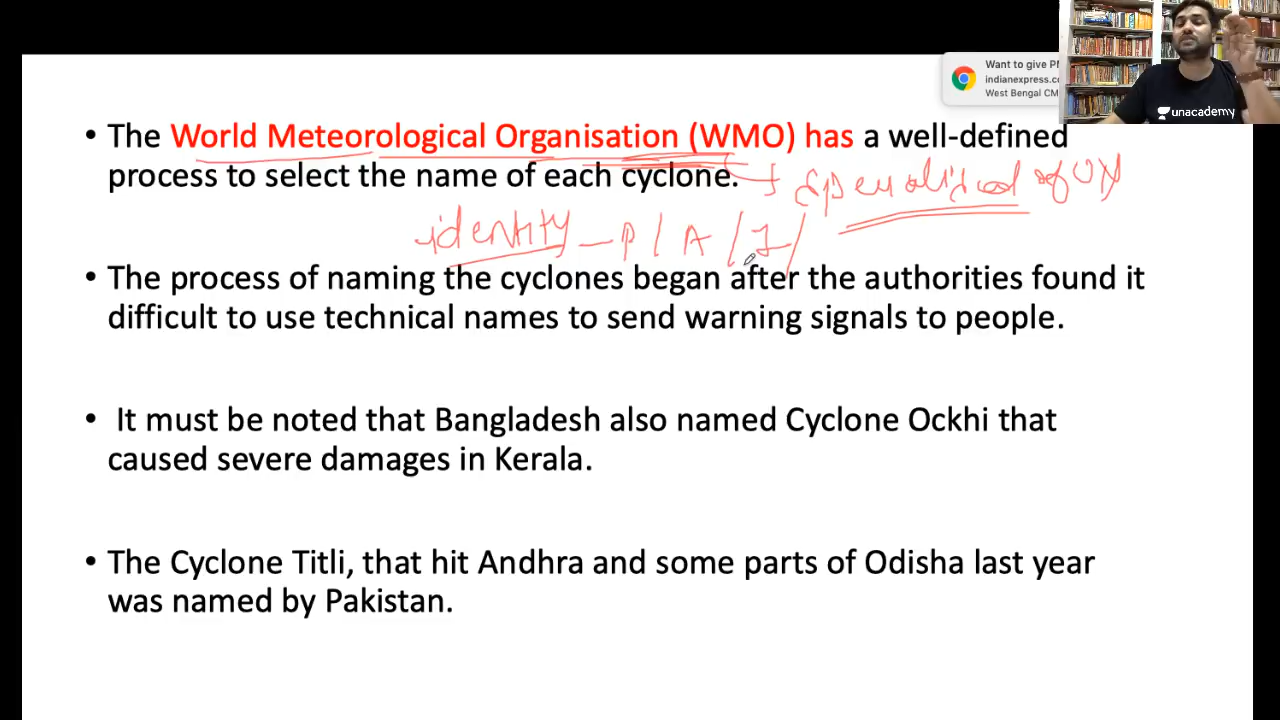 Want to give
indianexpress.co
West Bengal CM
unacademy
• The World Meteorological Organisation (WMO) has a well-defined
process to select the name of each cyclone.
of UN
identity - P / A / I /
• The process of naming the cyclones began after the authorities found it
difficult to use technical names to send warning signals to people.
• It must be noted that Bangladesh also named Cyclone Ockhi that
caused severe damages in Kerala.
• The Cyclone Titli, that hit Andhra and some parts of Odisha last year
was named by Pakistan.